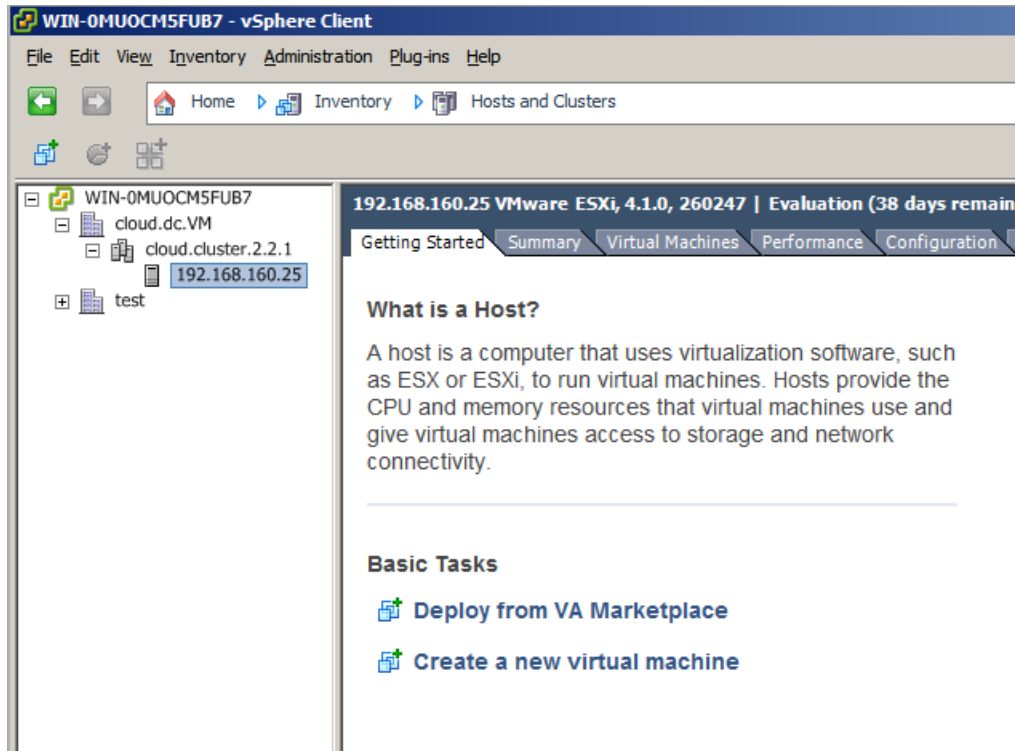 WIN-0MUOCM5FUB7 - vSphere Client
File Edit View Inventory Administration Plug-ins Help
Home Inventory Hosts and Clusters
WIN-0MUOCM5FUB7
cloud.dc.VM
cloud.cluster.2.2.1
192.168.160.25
test
192.168.160.25 VMware ESXi, 4.1.0, 260247 | Evaluation (38 days remain
Getting Started Summary Virtual Machines Performance Configuration
What is a Host?
A host is a computer that uses virtualization software, such
as ESX or ESXi, to run virtual machines. Hosts provide the
CPU and memory resources that virtual machines use and
give virtual machines access to storage and network
connectivity.
Basic Tasks
Deploy from VA Marketplace
Create a new virtual machine